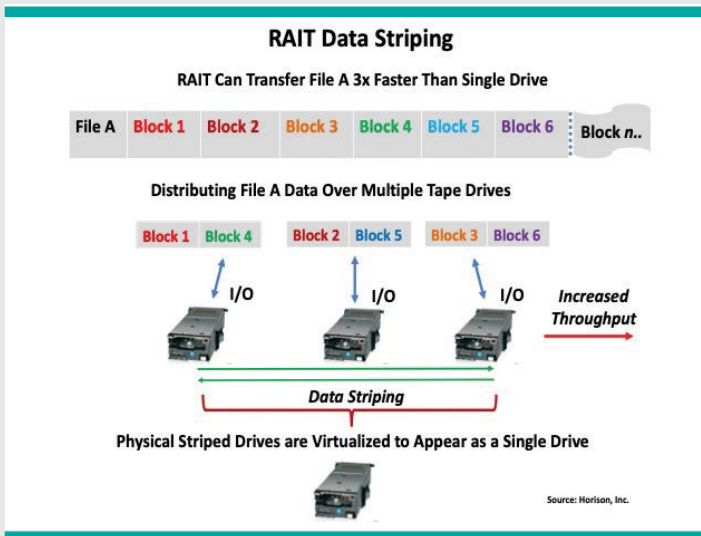 RAIT Data Striping
RAIT Can Transfer File A 3x Faster Than Single Drive
File A Block 1 Block 2 Block 3 Block 4 Block 5 Block 6 Block n..
Distributing File A Data Over Multiple Tape Drives
Block 1 Block 4 Block 2 Block 5 Block 3 Block 6
I/O I/O I/O Increased
Throughput
Data Striping
Physical Striped Drives are Virtualized to Appear as a Single Drive
Source: Horison, Inc.